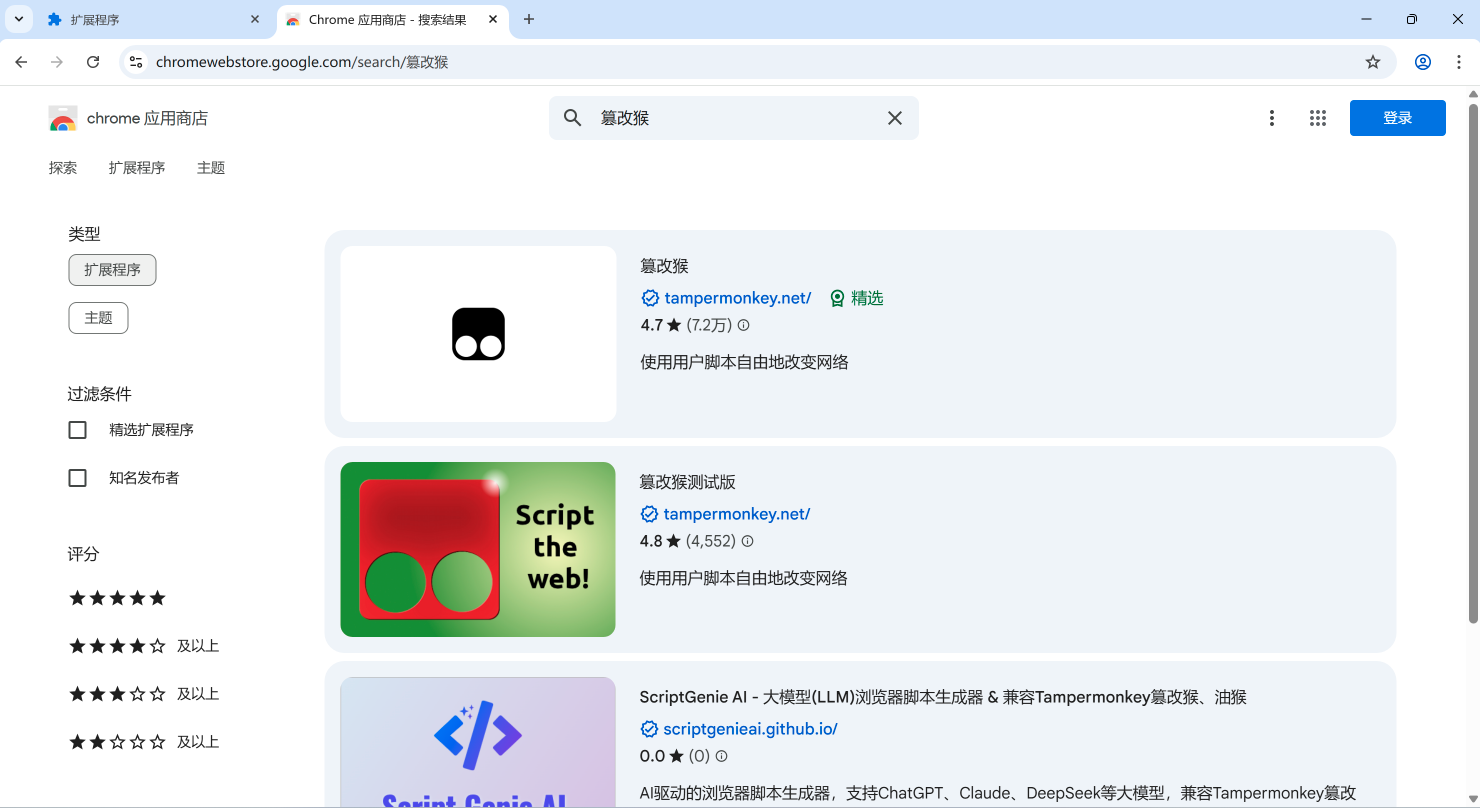 扩展程序
Chrome 应用商店 - 搜索结果
chromewebstore.google.com/search/篡改猴
chrome 应用商店
篡改猴
登录
探索 扩展程序 主题
类型
扩展程序
主题
过滤条件
精选扩展程序
知名发布者
评分
及以上
及以上
及以上
篡改猴
tampermonkey.net/ 精选
4.7 ★ (7.2万)
使用用户脚本自由地改变网络
Script
the
web!
篡改猴测试版
tampermonkey.net/
4.8 ★ (4,552)
使用用户脚本自由地改变网络
Script Genie AI
ScriptGenie AI - 大模型(LLM)浏览器脚本生成器 & 兼容Tampermonkey篡改猴、油猴
scriptgenieai.github.io/
0.0 ★ (0)
AI驱动的浏览器脚本生成器，支持ChatGPT、Claude、DeepSeek等大模型，兼容Tampermonkey篡改